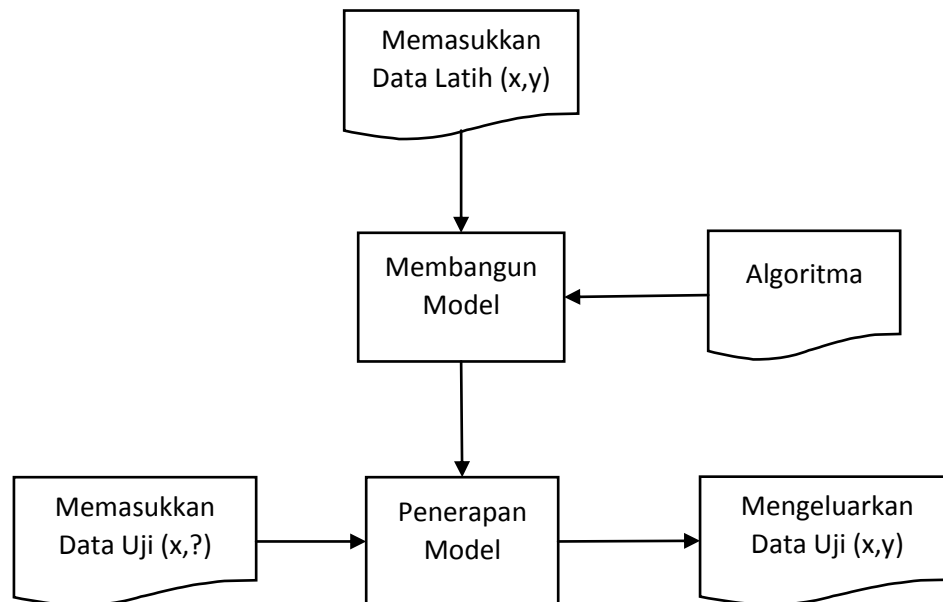 Memasukkan
Data Latih (x,y)
Membangun
Model
Algoritma
Memasukkan
Data Uji (x,?)
Penerapan
Model
Mengeluarkan
Data Uji (x,y)